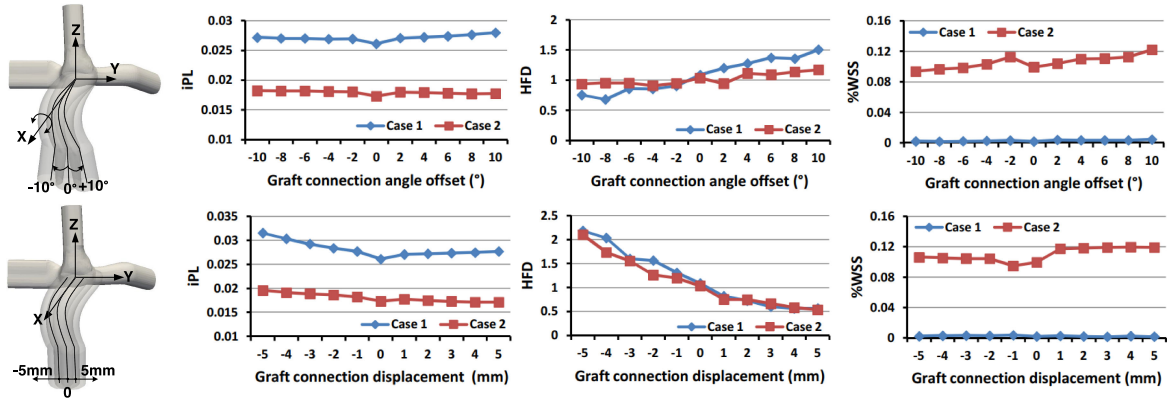 Z
Y
X
-10°
0°
+10°
iPL
0.035
0.03
0.025
0.02
0.015
0.01
Case 1
Case 2
-10 -8 -6 -4 -2 0 2 4 6 8 10
Graft connection angle offset (°)
HFD
2
1.5
1
0.5
0
Case 1
Case 2
-10 -8 -6 -4 -2 0 2 4 6 8 10
Graft connection angle offset (°)
%WSS
0.16
0.12
0.08
0.04
0
Case 1
Case 2
-10 -8 -6 -4 -2 0 2 4 6 8 10
Graft connection angle offset (°)
Z
Y
X
-5mm
5mm
0
iPL
0.035
0.03
0.025
0.02
0.015
0.01
Case 1
Case 2
-5 -4 -3 -2 -1 0 1 2 3 4 5
Graft connection displacement (mm)
HFD
2.5
2
1.5
1
0.5
0
Case 1
Case 2
-5 -4 -3 -2 -1 0 1 2 3 4 5
Graft connection displacement (mm)
%WSS
0.16
0.12
0.08
0.04
0
Case 1
Case 2
-5 -4 -3 -2 -1 0 1 2 3 4 5
Graft connection displacement (mm)